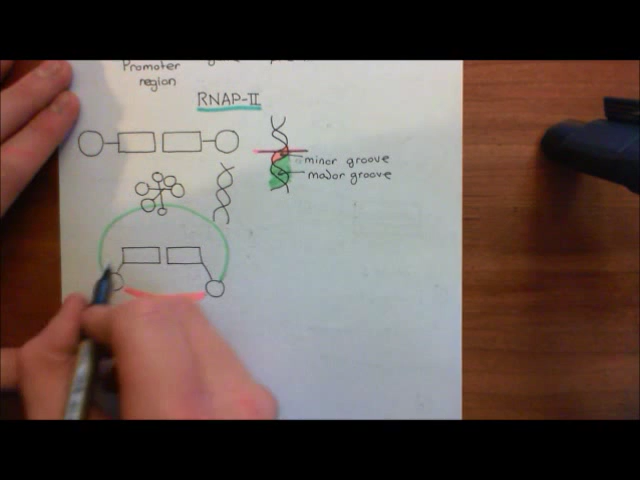 Promoter
region
RNAP-II
minor groove
major groove